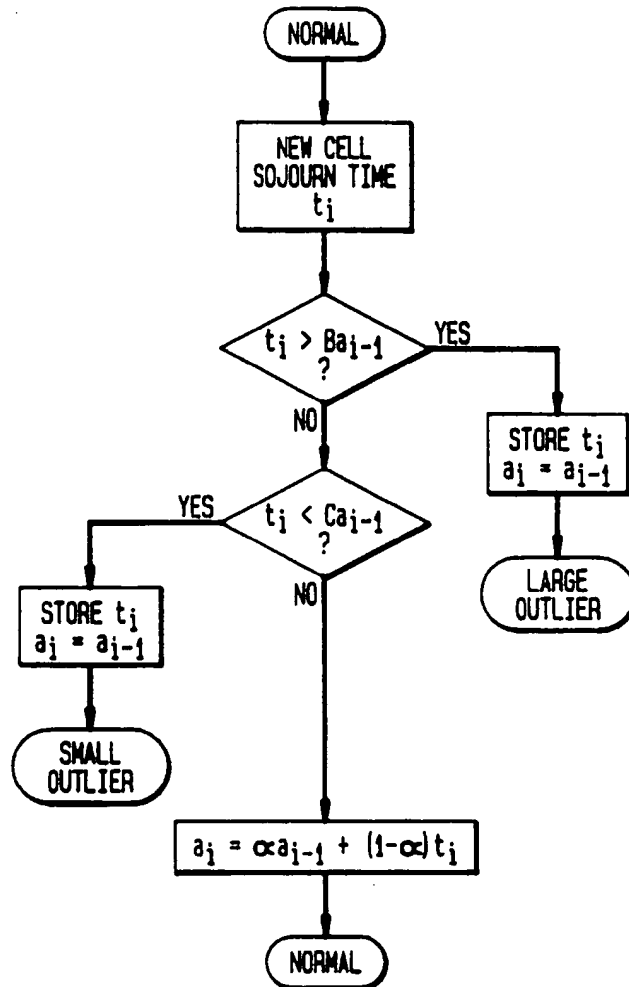 NORMAL
NEW CELL
SOJOURN TIME
tᵢ
tᵢ > Baᵢ₋₁
?
YES
NO
STORE tᵢ
aᵢ = aᵢ₋₁
LARGE
OUTLIER
tᵢ < Caᵢ₋₁
?
YES
NO
STORE tᵢ
aᵢ = aᵢ₋₁
SMALL
OUTLIER
aᵢ = ∝aᵢ₋₁ + (1-∝)tᵢ
NORMAL